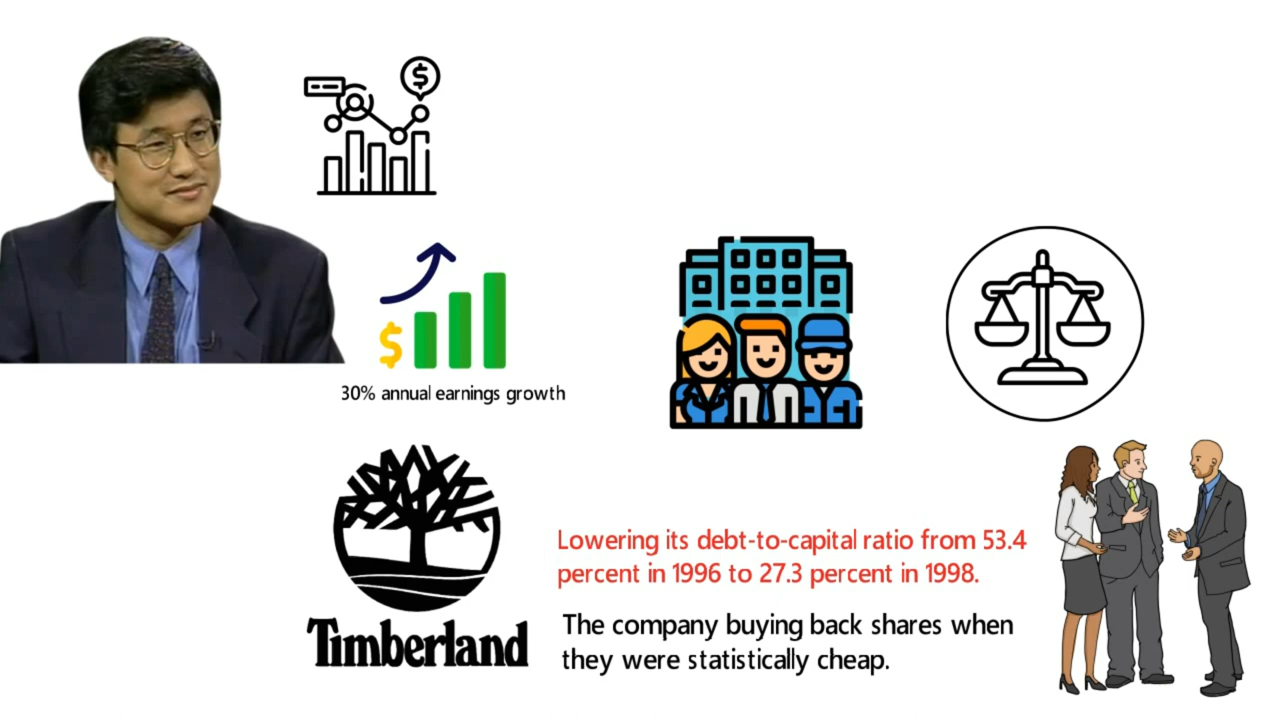 30% annual earnings growth
Lowering its debt-to-capital ratio from 53.4
percent in 1996 to 27.3 percent in 1998.
Timberland
The company buying back shares when
they were statistically cheap.